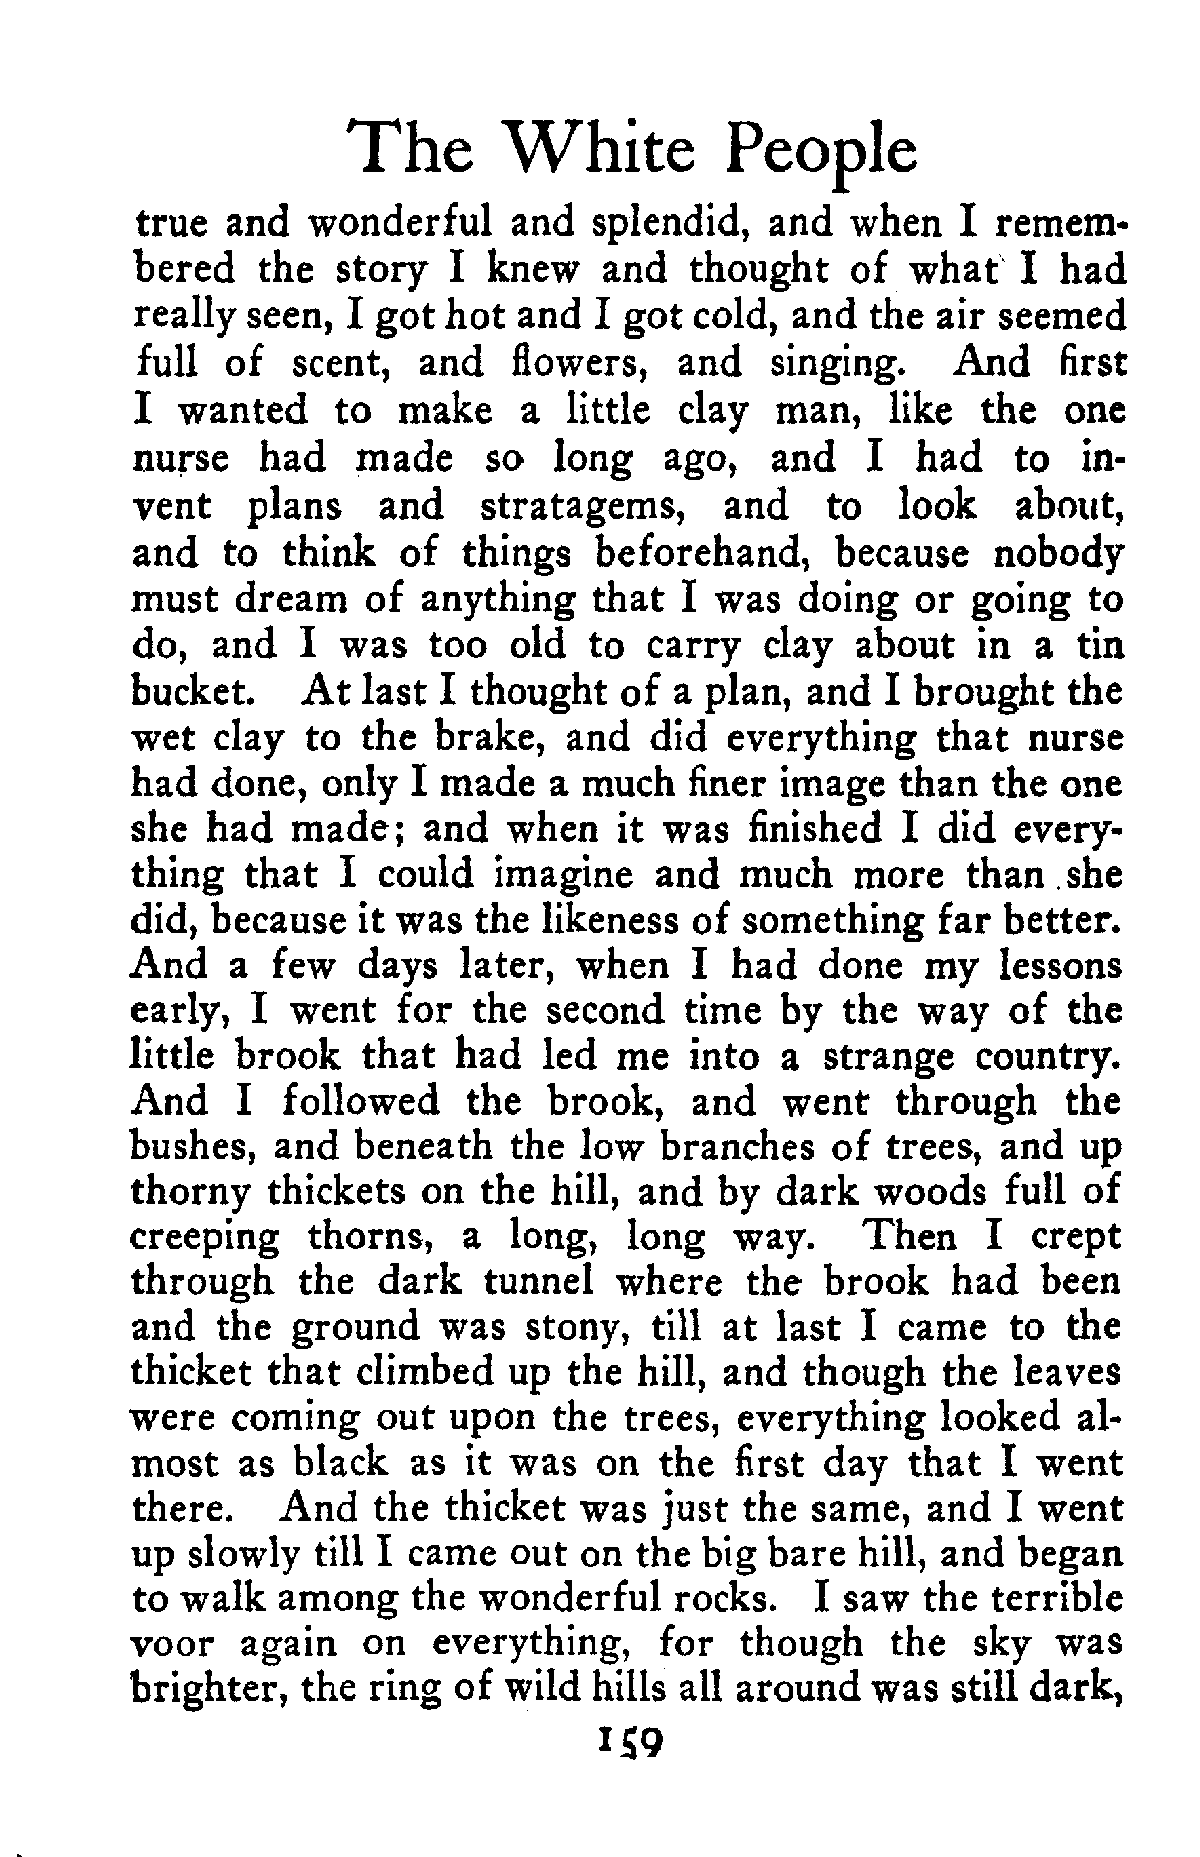 The White People
true and wonderful and splendid, and when I remem-
bered the story I knew and thought of what I had
really seen, I got hot and I got cold, and the air seemed
full of scent, and flowers, and singing. And first
I wanted to make a little clay man, like the one
nurse had made so long ago, and I had to in-
vent plans and stratagems, and to look about,
and to think of things beforehand, because nobody
must dream of anything that I was doing or going to
do, and I was too old to carry clay about in a tin
bucket. At last I thought of a plan, and I brought the
wet clay to the brake, and did everything that nurse
had done, only I made a much finer image than the one
she had made; and when it was finished I did every-
thing that I could imagine and much more than she
did, because it was the likeness of something far better.
And a few days later, when I had done my lessons
early, I went for the second time by the way of the
little brook that had led me into a strange country.
And I followed the brook, and went through the
bushes, and beneath the low branches of trees, and up
thorny thickets on the hill, and by dark woods full of
creeping thorns, a long, long way. Then I crept
through the dark tunnel where the brook had been
and the ground was stony, till at last I came to the
thicket that climbed up the hill, and though the leaves
were coming out upon the trees, everything looked al-
most as black as it was on the first day that I went
there. And the thicket was just the same, and I went
up slowly till I came out on the big bare hill, and began
to walk among the wonderful rocks. I saw the terrible
voor again on everything, for though the sky was
brighter, the ring of wild hills all around was still dark,
159